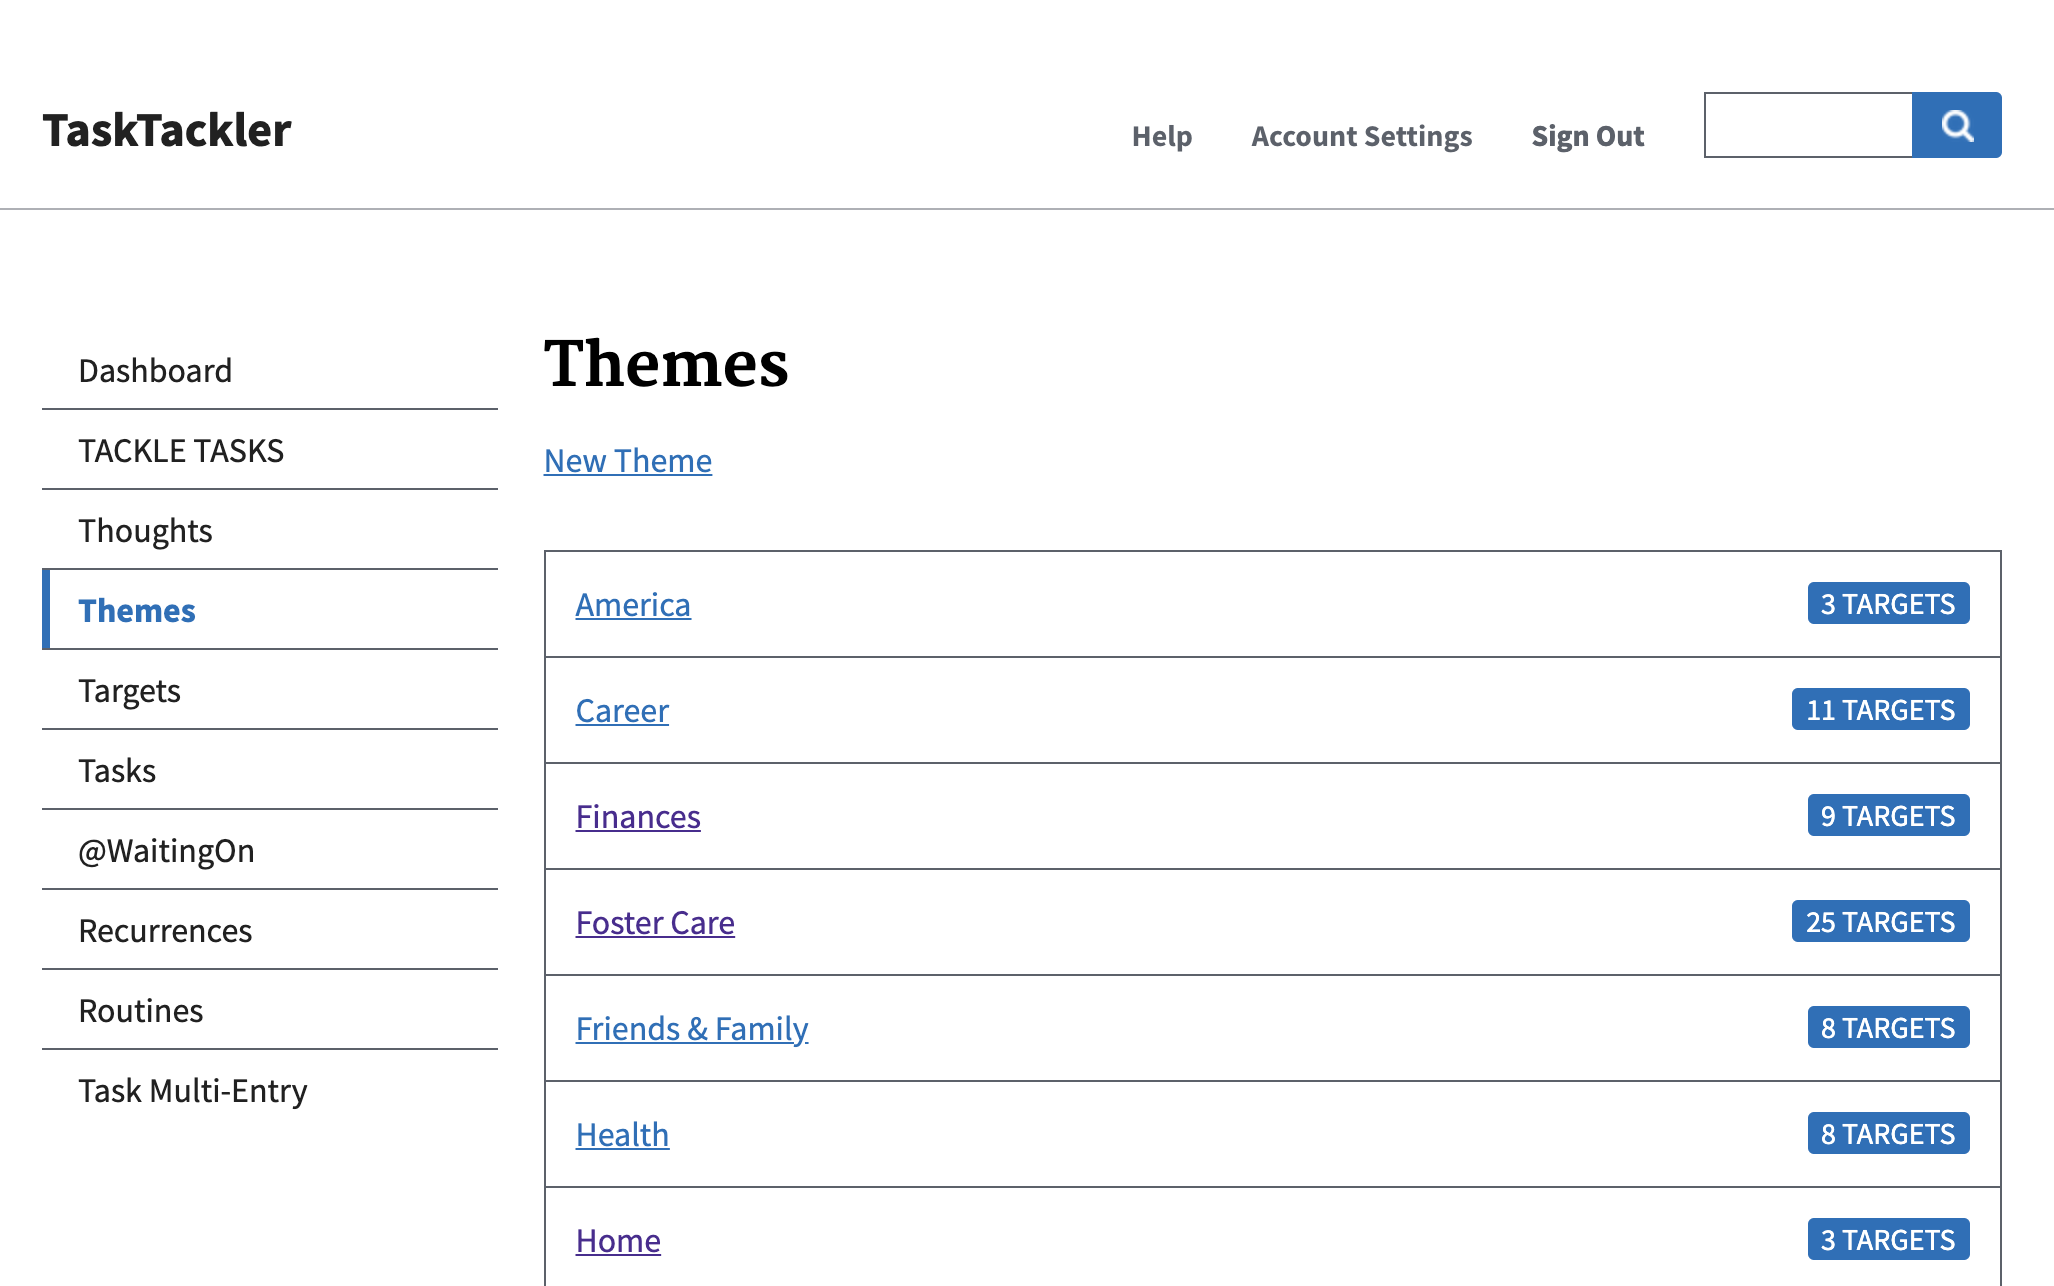 TaskTackler
Help
Account Settings
Sign Out
Dashboard
TACKLE TASKS
Thoughts
Themes
Targets
Tasks
@WaitingOn
Recurrences
Routines
Task Multi-Entry
Themes
New Theme
America
3 TARGETS
Career
11 TARGETS
Finances
9 TARGETS
Foster Care
25 TARGETS
Friends & Family
8 TARGETS
Health
8 TARGETS
Home
3 TARGETS